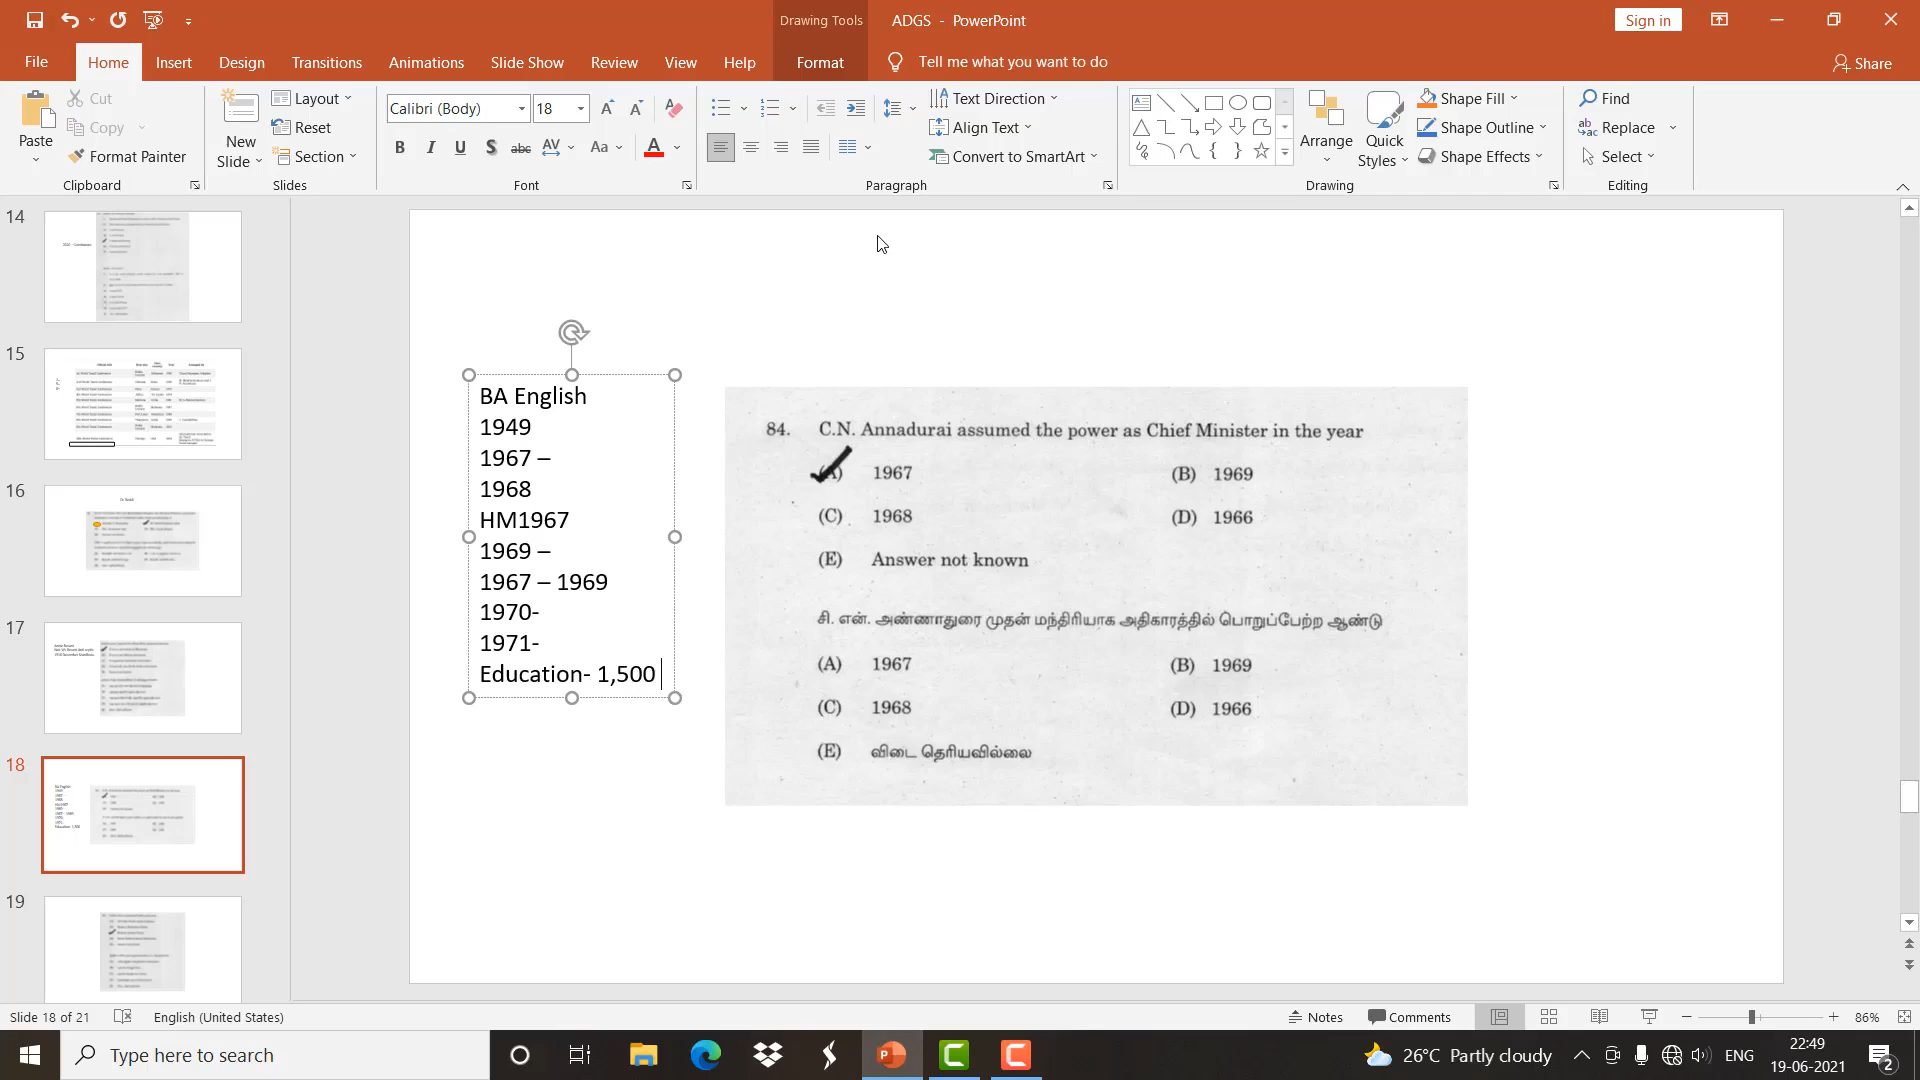 Drawing Tools
ADGS - PowerPoint
Sign in
File Home Insert Design Transitions Animations Slide Show Review View Help Format Tell me what you want to do Share
Paste
Cut
Copy
Format Painter
Clipboard
New Slide
Layout
Reset
Section
Slides
Calibri (Body) 18
B I U S abc AV Aa A
Font
Text Direction
Align Text
Convert to SmartArt
Paragraph
Arrange
Quick Styles
Shape Fill
Shape Outline
Shape Effects
Drawing
Find
Replace
Select
Editing
14
15
16
17
18
19
BA English
1949
1967 –
1968
HM1967
1969 –
1967 – 1969
1970-
1971-
Education- 1,500
84. C.N. Annadurai assumed the power as Chief Minister in the year
(A) 1967 (B) 1969
(C) 1968 (D) 1966
(E) Answer not known
சி. என். அண்ணாதுரை முதன் மந்திரியாக அதிகாரத்தில் பொறுப்பேற்ற ஆண்டு
(A) 1967 (B) 1969
(C) 1968 (D) 1966
(E) விடை தெரியவில்லை
Slide 18 of 21 English (United States) Notes Comments 86%
Type here to search
26°C Partly cloudy ENG
22:49
19-06-2021
2